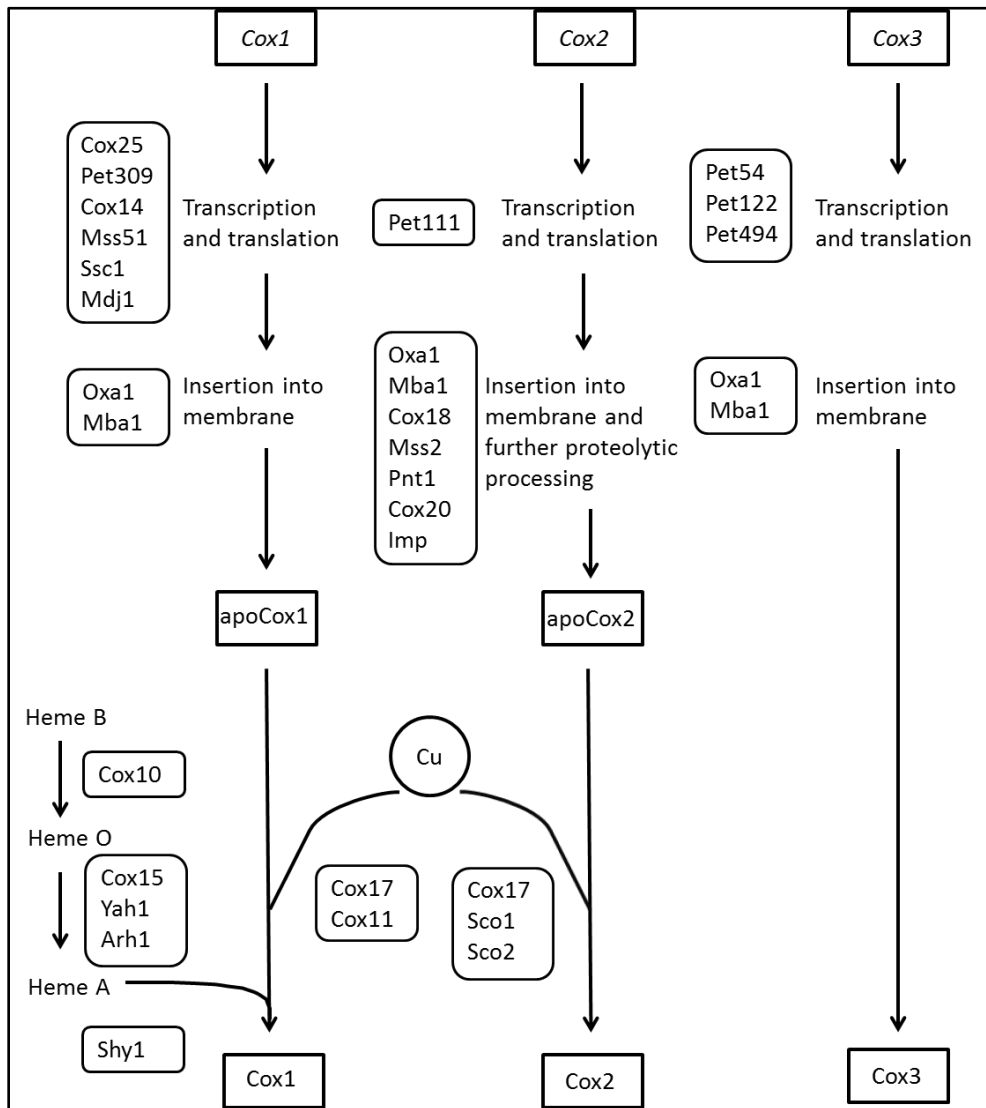 Cox1
Cox2
Cox3
Cox25
Pet309
Cox14
Mss51
Ssc1
Mdj1
Transcription
and translation
Pet111
Transcription
and translation
Pet54
Pet122
Pet494
Transcription
and translation
Oxa1
Mba1
Insertion into
membrane
Oxa1
Mba1
Cox18
Mss2
Pnt1
Cox20
Imp
Insertion into
membrane and
further proteolytic
processing
Oxa1
Mba1
Insertion into
membrane
apoCox1
apoCox2
Heme B
Cox10
Heme O
Cox15
Yah1
Arh1
Heme A
Shy1
Cu
Cox17
Cox11
Cox17
Sco1
Sco2
Cox1
Cox2
Cox3